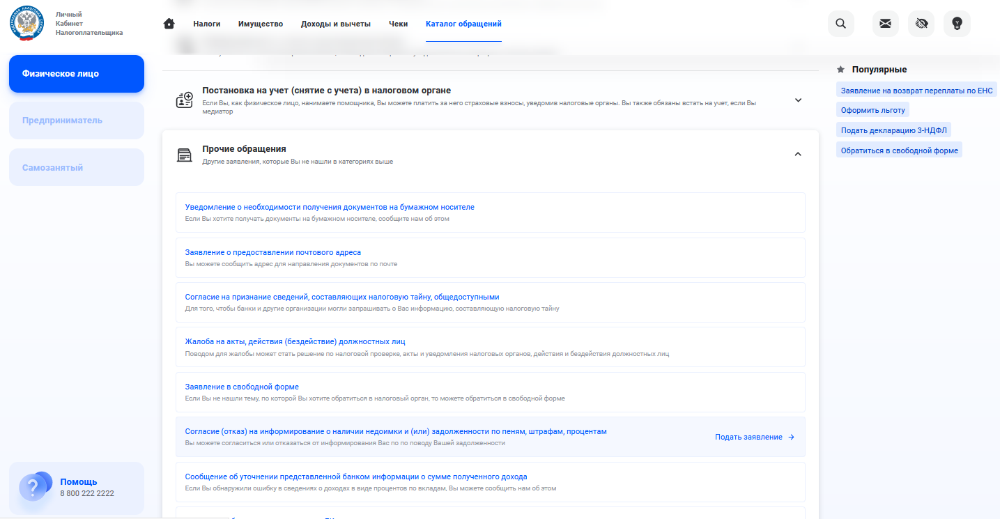 Личный
Кабинет
Налогоплательщика
Налоги
Имущество
Доходы и вычеты
Чеки
Каталог обращений
Физическое лицо
Предприниматель
Самозанятый
Постановка на учет (снятие с учета) в налоговом органе
Если Вы, как физическое лицо, нанимаете помощника, Вы можете платить за него страховые взносы, уведомив налоговые органы. Вы также обязаны встать на учет, если Вы
медиатор
Прочие обращения
Другие заявления, которые Вы не нашли в категориях выше
Уведомление о необходимости получения документов на бумажном носителе
Если Вы хотите получать документы на бумажном носителе, сообщите нам об этом
Заявление о предоставлении почтового адреса
Вы можете сообщить адрес для направления документов по почте
Согласие на признание сведений, составляющих налоговую тайну, общедоступными
Для того, чтобы банки и другие организации могли запрашивать о Вас информацию, составляющую налоговую тайну
Жалоба на акты, действия (бездействие) должностных лиц
Поводом для жалобы может стать решение по налоговой проверке, акты и уведомления налоговых органов, действия и бездействия должностных лиц
Заявление в свободной форме
Если Вы не нашли тему, по которой Вы хотите обратиться в налоговый орган, то можете обратиться в свободной форме
Согласие (отказ) на информирование о наличии недоимки и (или) задолженности по пеням, штрафам, процентам
Вы можете согласиться или отказаться от информирования Вас по по поводу Вашей задолженности
Подать заявление
Сообщение об уточнении представленной банком информации о сумме полученного дохода
Если Вы обнаружили ошибку в сведениях о доходах в виде процентов по вкладам, Вы можете сообщить нам об этом
Популярные
Заявление на возврат переплаты по ЕНС
Оформить льготу
Подать декларацию 3-НДФЛ
Обратиться в свободной форме
Помощь
8 800 222 2222